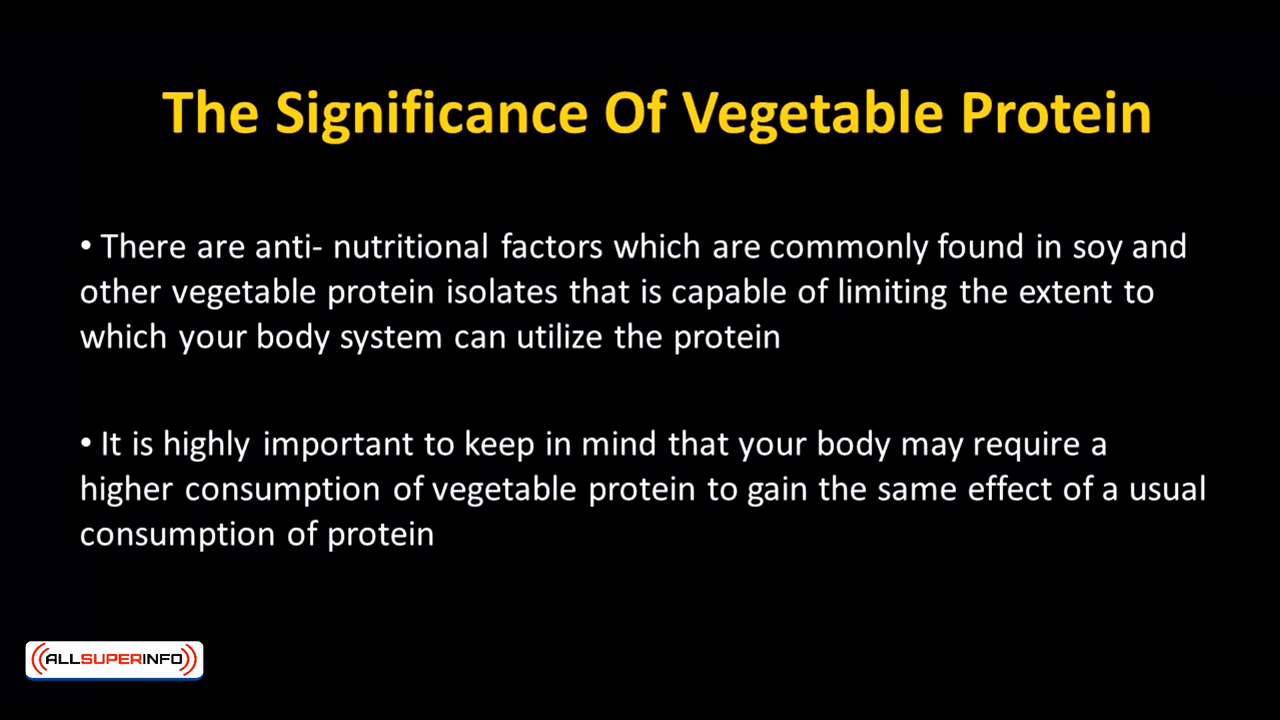 The Significance Of Vegetable Protein
• There are anti- nutritional factors which are commonly found in soy and
other vegetable protein isolates that is capable of limiting the extent to
which your body system can utilize the protein
• It is highly important to keep in mind that your body may require a
higher consumption of vegetable protein to gain the same effect of a usual
consumption of protein
ALLSUPERINFO